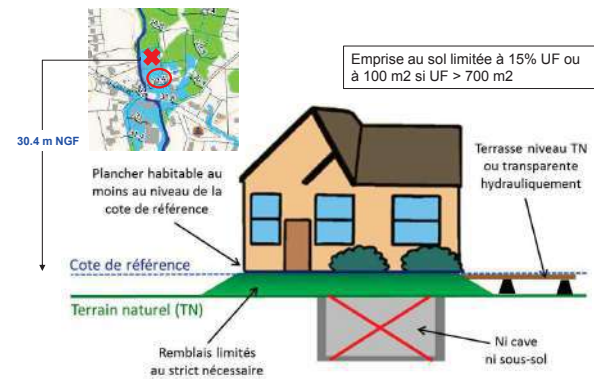 Emprise au sol limitée à 15% UF ou
à 100 m2 si UF > 700 m2
30.4 m NGF
Plancher habitable au
moins au niveau de la
cote de référence
Terrasse niveau TN
ou transparente
hydrauliquement
Cote de référence
Terrain naturel (TN)
Remblais limités
au strict nécessaire
Ni cave
ni sous-sol